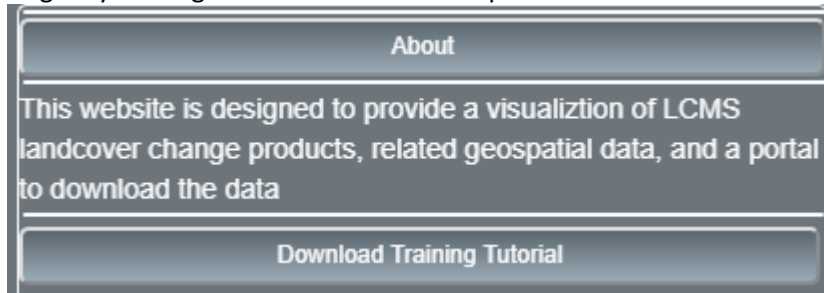 About
This website is designed to provide a visualiztion of LCMS
landcover change products, related geospatial data, and a portal
to download the data
Download Training Tutorial